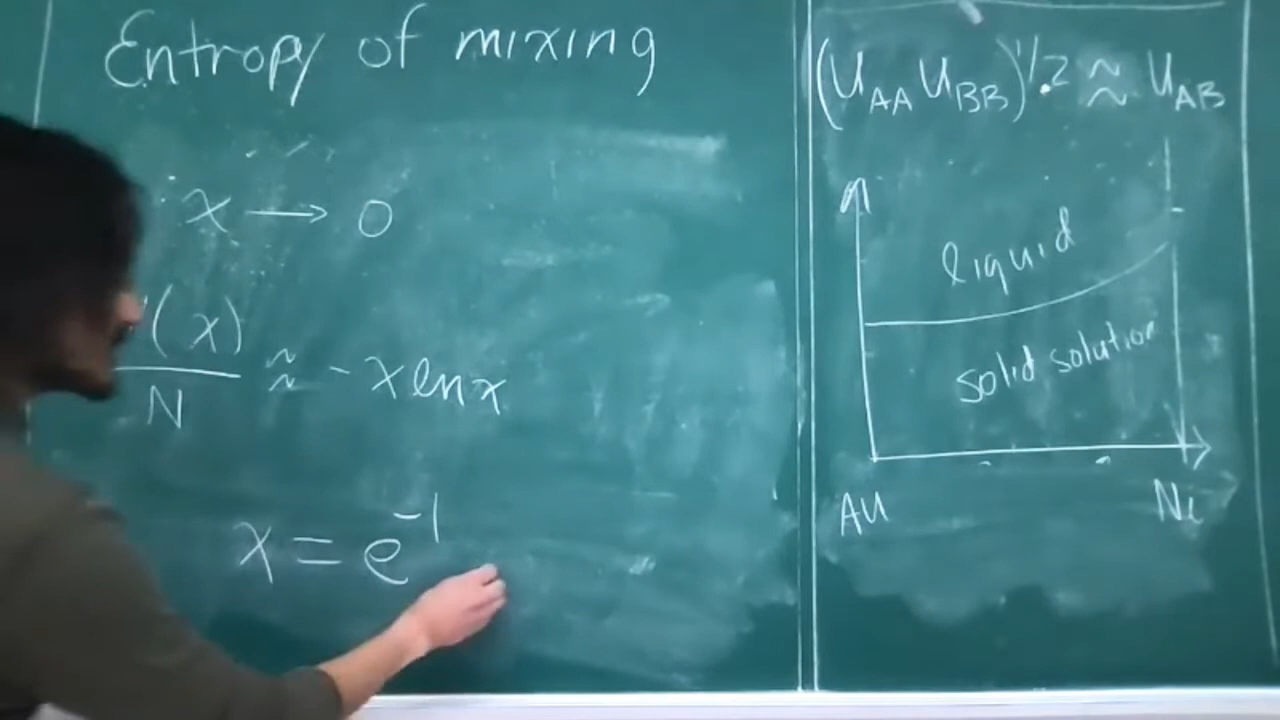 Entropy of mixing
x → 0
(x)
N
≈ - x ln x
x = e⁻¹
(U_AA U_BB)^1/2 ≈ U_AB
liquid
solid solution
Au
Ni